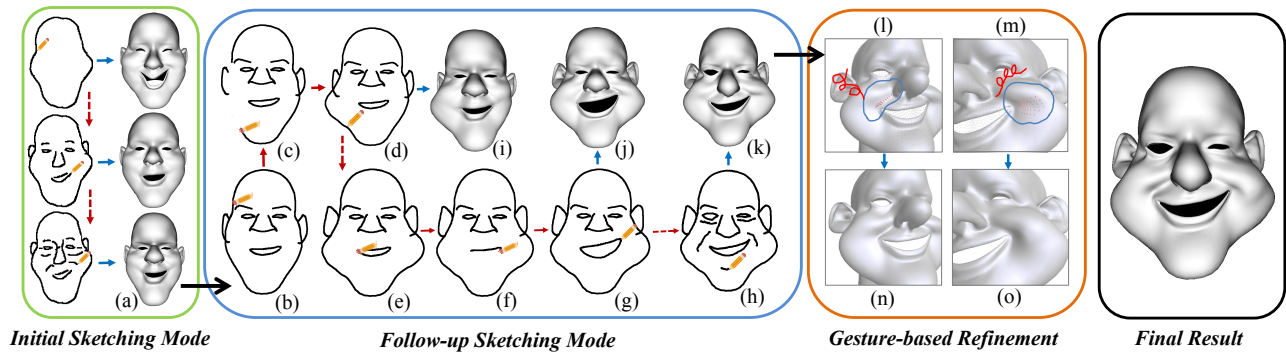 (l)
(m)
(c)
(d)
(i)
(j)
(k)
(a)
(b)
(e)
(f)
(g)
(h)
(n)
(o)
Initial Sketching Mode
Follow-up Sketching Mode
Gesture-based Refinement
Final Result